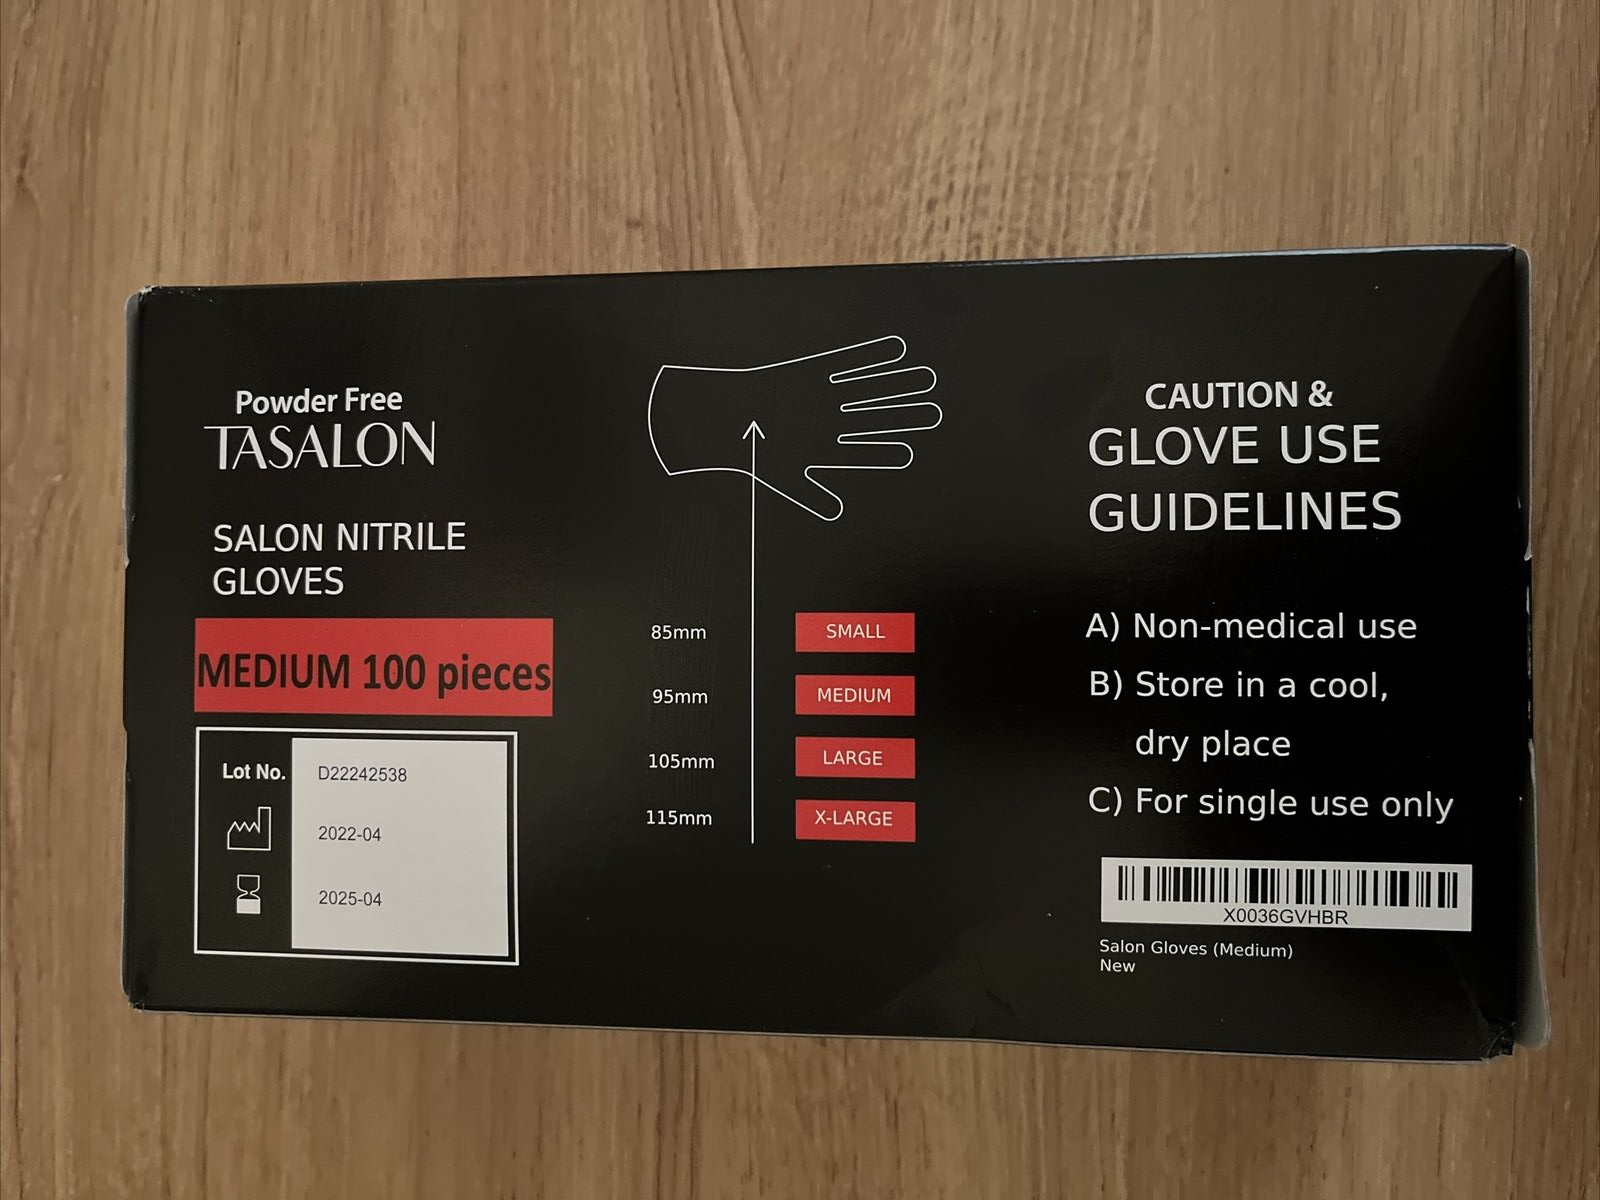 Powder Free
TASALON
SALON NITRILE
GLOVES
MEDIUM 100 pieces
Lot No. D22242538
2022-04
2025-04
85mm SMALL
95mm MEDIUM
105mm LARGE
115mm X-LARGE
CAUTION &
GLOVE USE
GUIDELINES
A) Non-medical use
B) Store in a cool,
dry place
C) For single use only
X0036GVHBR
Salon Gloves (Medium)
New